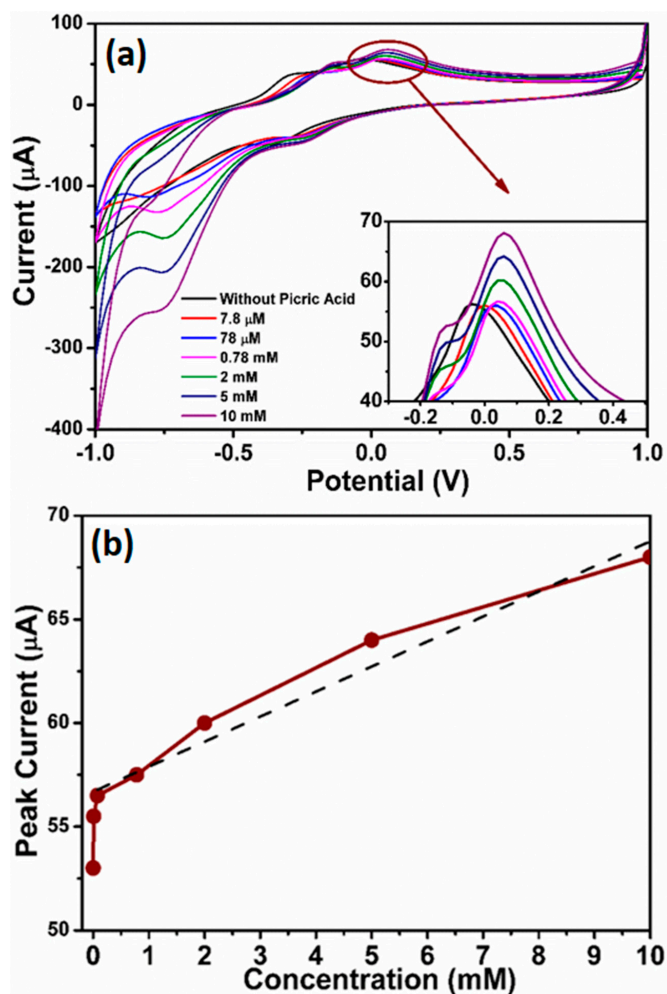 (a)
100
0
-100
-200
-300
-400
Current (μA)
Without Picric Acid
7.8 μM
78 μM
0.78 mM
2 mM
5 mM
10 mM
70
60
50
40
-0.2 0.0 0.2 0.4
-1.0 -0.5 0.0 0.5 1.0
Potential (V)
(b)
70
65
60
55
50
Peak Current (μA)
0 1 2 3 4 5 6 7 8 9 10
Concentration (mM)